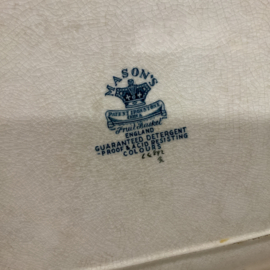 MASON'S
PATENT IRONSTONE
CHINA
"Fruit Basket"
ENGLAND
GUARANTEED DETERGENT
-PROOF & ACID RESISTING
COLOURS